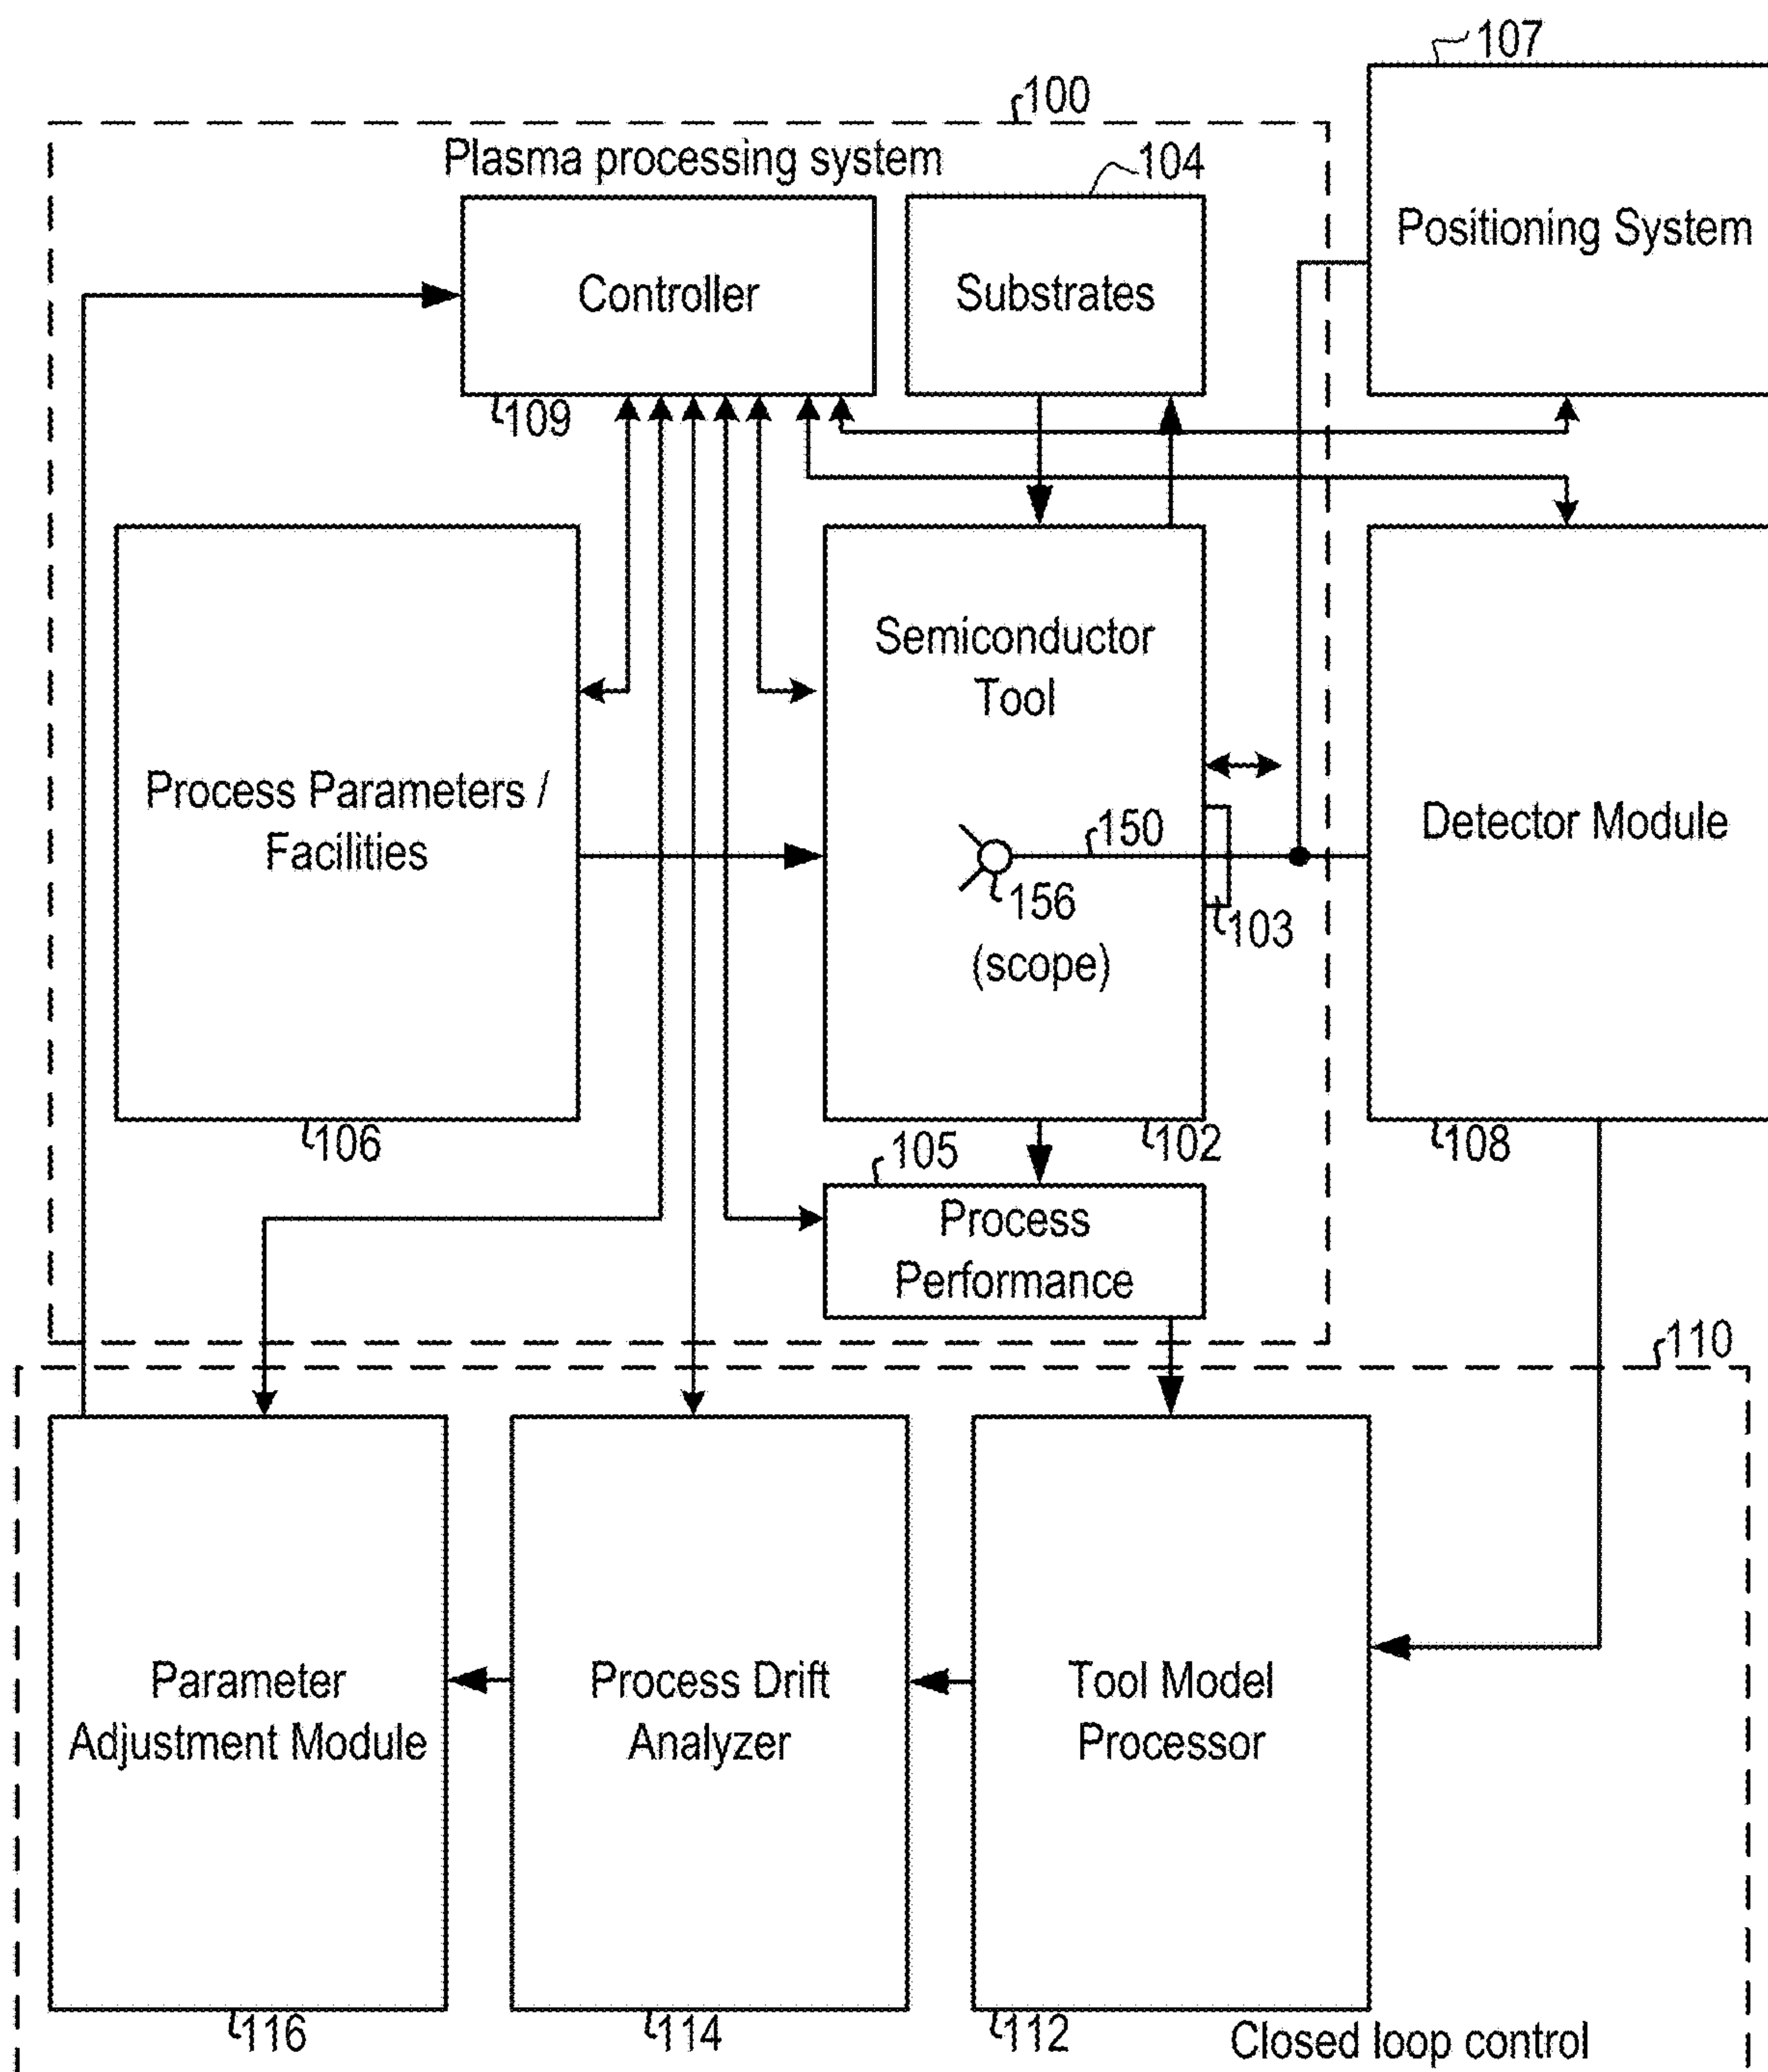 107
100
Plasma processing system
104
Positioning System
Controller
Substrates
109
Semiconductor
Tool
Process Parameters /
Facilities
Detector Module
150
156
103
(scope)
106
105
102
108
Process
Performance
110
Parameter
Adjustment Module
Process Drift
Analyzer
Tool Model
Processor
116
114
112
Closed loop control